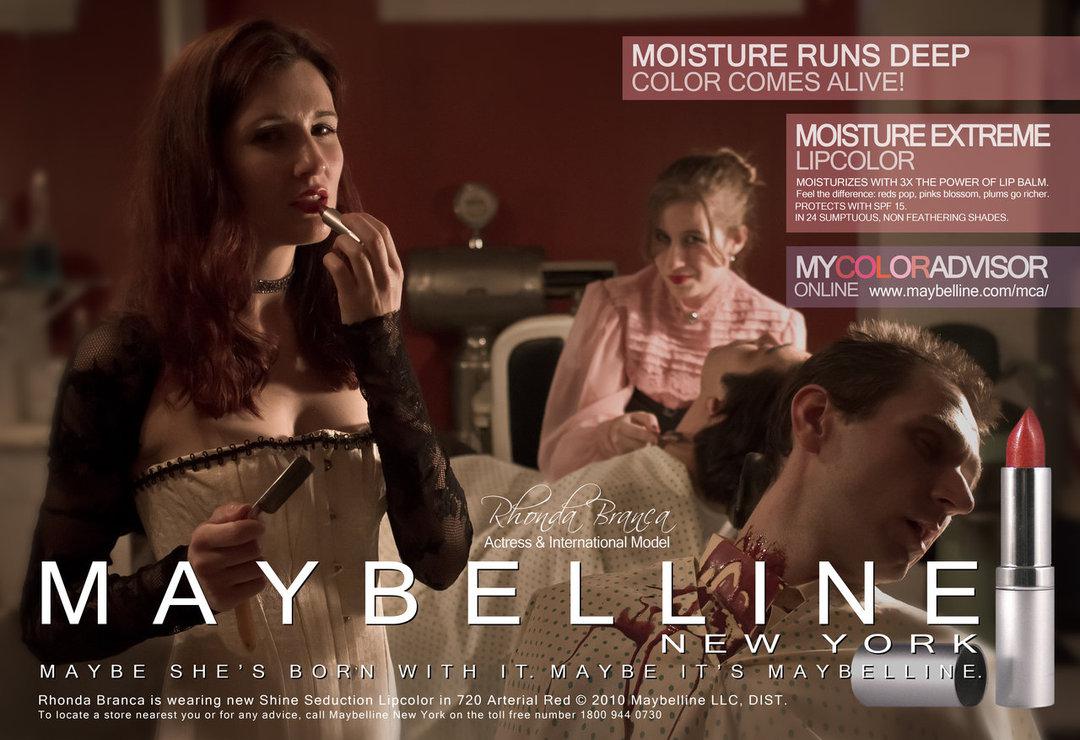 MOISTURE RUNS DEEP
COLOR COMES ALIVE!
MOISTURE EXTREME
LIPCOLOR
MOISTURIZES WITH 3X THE POWER OF LIP BALM.
Feel the difference: reds pop, pinks blossom, plums go richer.
PROTECTS WITH SPF 15.
IN 24 SUMPTUOUS, NON FEATHERING SHADES.
MYCOLORADVISOR
ONLINE www.maybelline.com/mca/
Rhonda Branca
Actress & International Model
MAYBELLINE
NEW YORK
MAYBE SHE'S BORN WITH IT. MAYBE IT'S MAYBELLINE.
Rhonda Branca is wearing new Shine Seduction Lipcolor in 720 Arterial Red © 2010 Maybelline LLC, DIST.
To locate a store nearest you or for any advice, call Maybelline New York on the toll free number 1800 944 0730